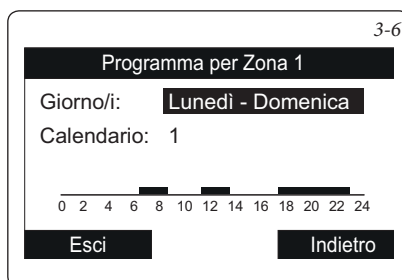 3-6
Programma per Zona 1
Giorno/i: Lunedì - Domenica
Calendario: 1
0 2 4 6 8 10 12 14 16 18 20 22 24
Esci Indietro